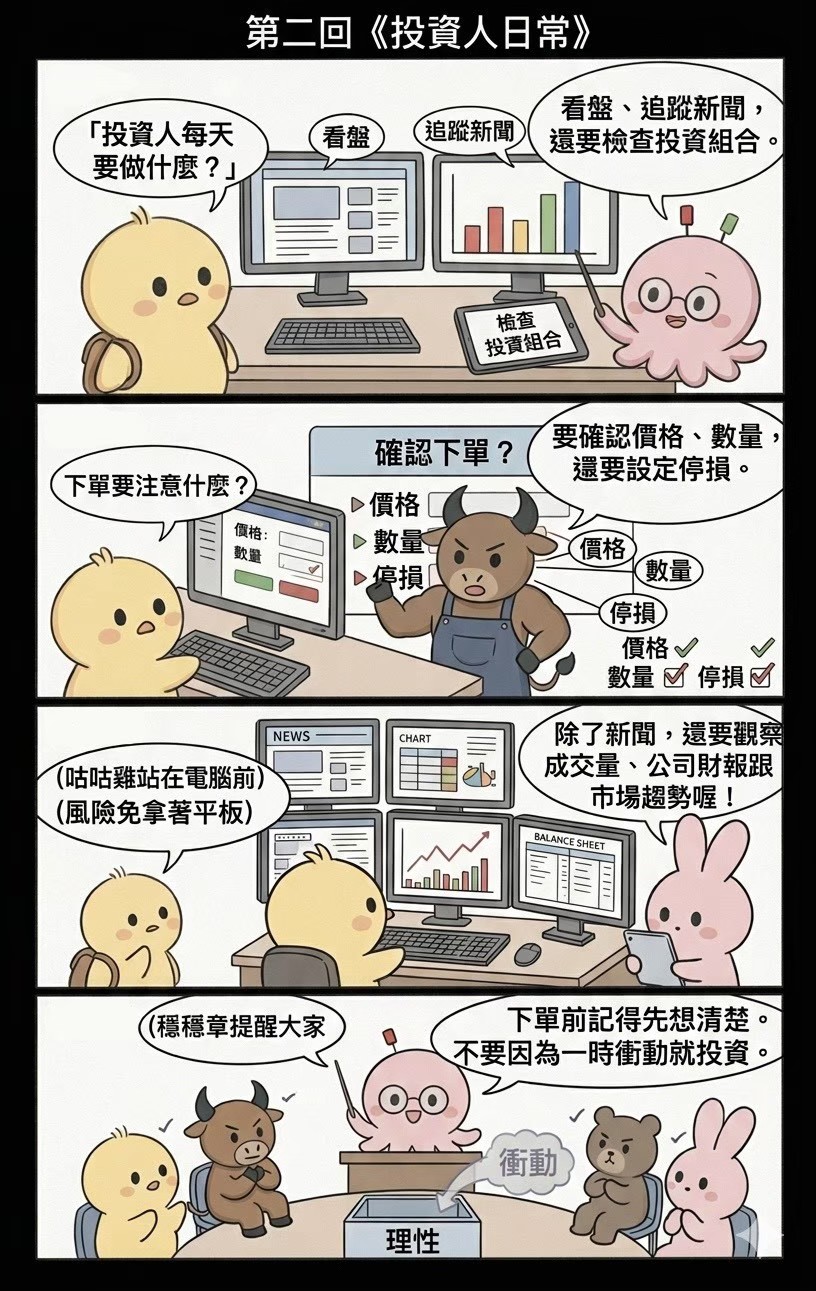 第二回《投資人日常》
「投資人每天
要做什麼？」
看盤
追蹤新聞
看盤、追蹤新聞，
還要檢查投資組合。
檢查
投資組合
下單要注意什麼？
價格：
數量
確認下單？
價格
數量
停損
要確認價格、數量，
還要設定停損。
價格
數量
停損
價格
數量 停損
(咕咕雞站在電腦前)
(風險免拿著平板)
NEWS
CHART
BALANCE SHEET
除了新聞，還要觀察
成交量、公司財報跟
市場趨勢喔！
(穩穩章提醒大家
下單前記得先想清楚。
不要因為一時衝動就投資。
衝動
理性